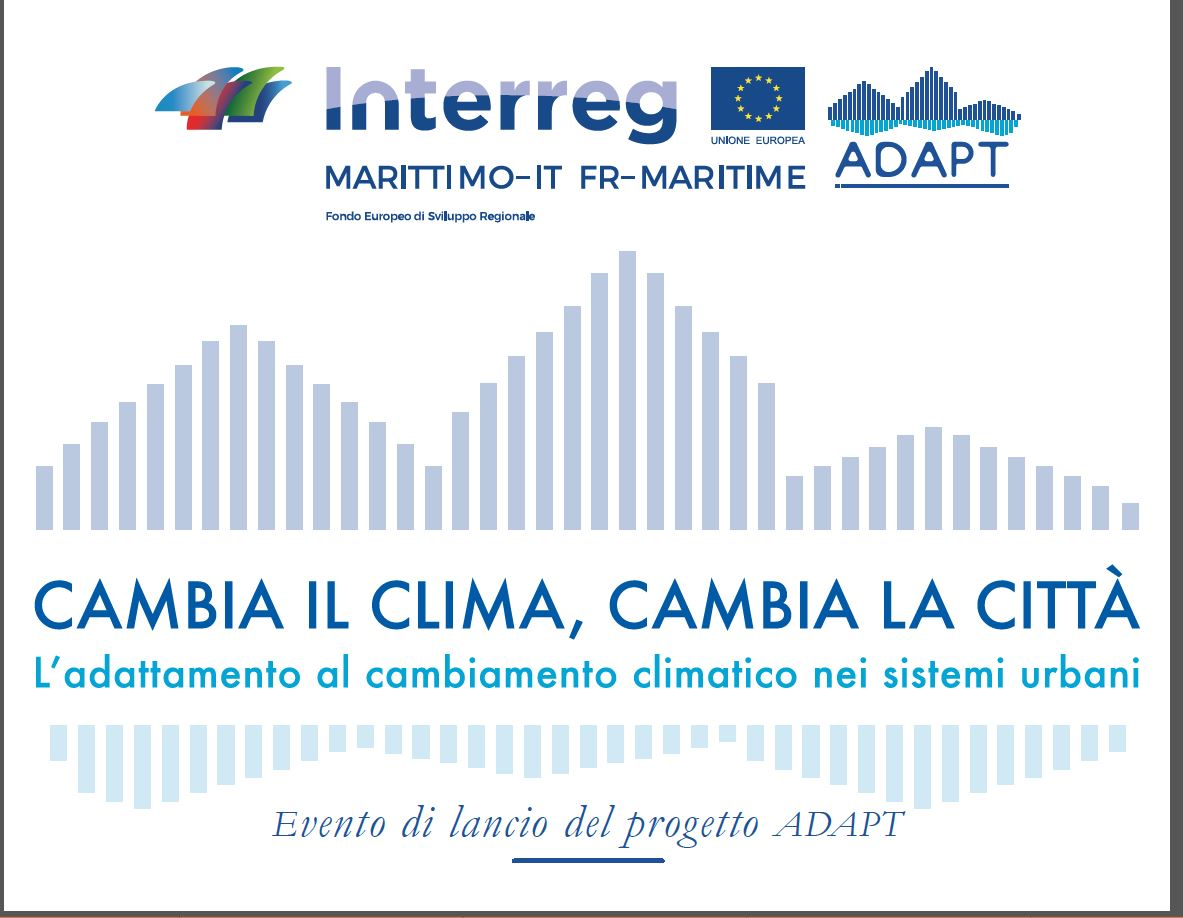 Interreg
UNIONE EUROPEA
ADAPT
MARITTIMO-IT FR-MARITIME
Fondo Europeo di Sviluppo Regionale
CAMBIA IL CLIMA, CAMBIA LA CITTÀ
L'adattamento al cambiamento climatico nei sistemi urbani
Evento di lancio del progetto ADAPT